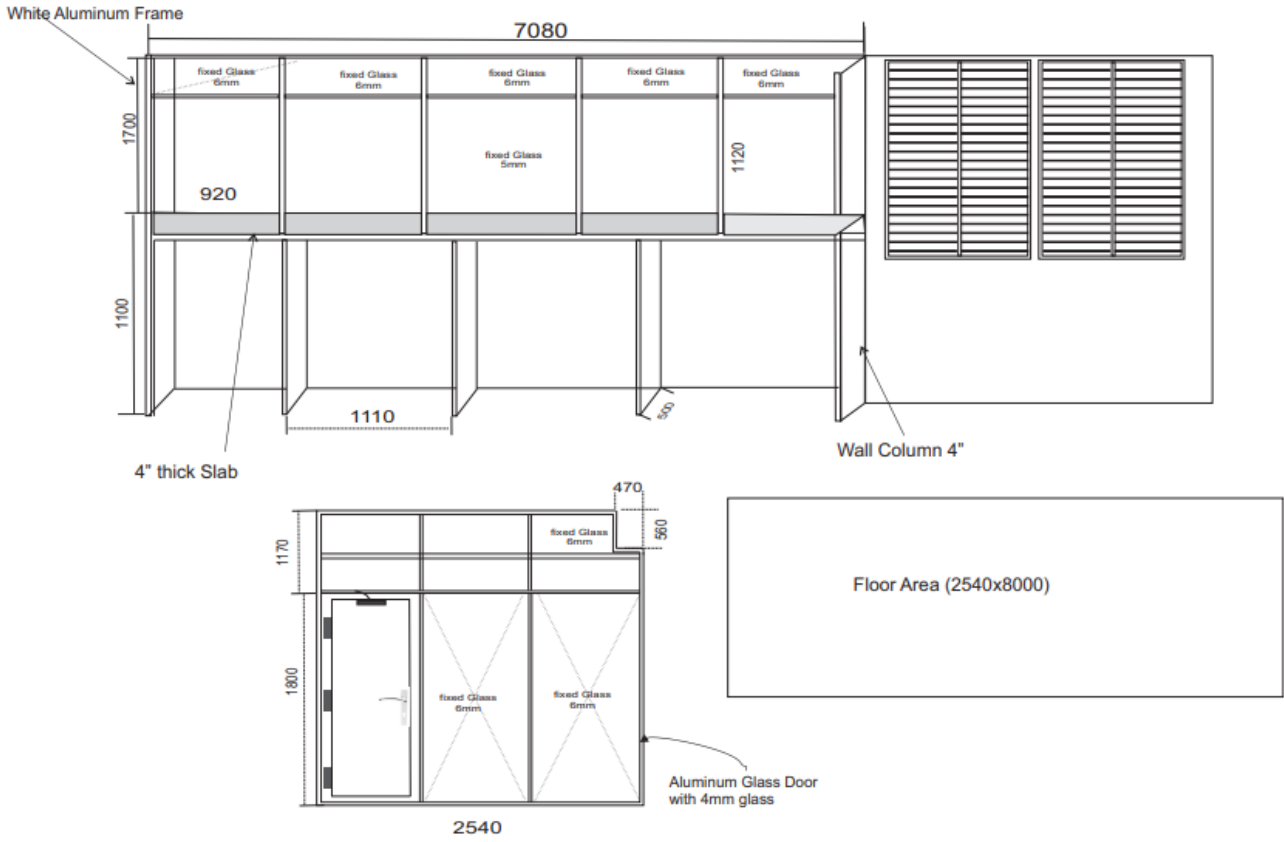 White Aluminum Frame
7080
fixed Glass
6mm
fixed Glass
6mm
fixed Glass
6mm
fixed Glass
6mm
fixed Glass
6mm
1700
fixed Glass
5mm
1120
920
1100
1110
500
4" thick Slab
Wall Column 4"
470
560
fixed Glass
6mm
1170
Floor Area (2540x8000)
1800
fixed Glass
6mm
fixed Glass
6mm
Aluminum Glass Door
with 4mm glass
2540